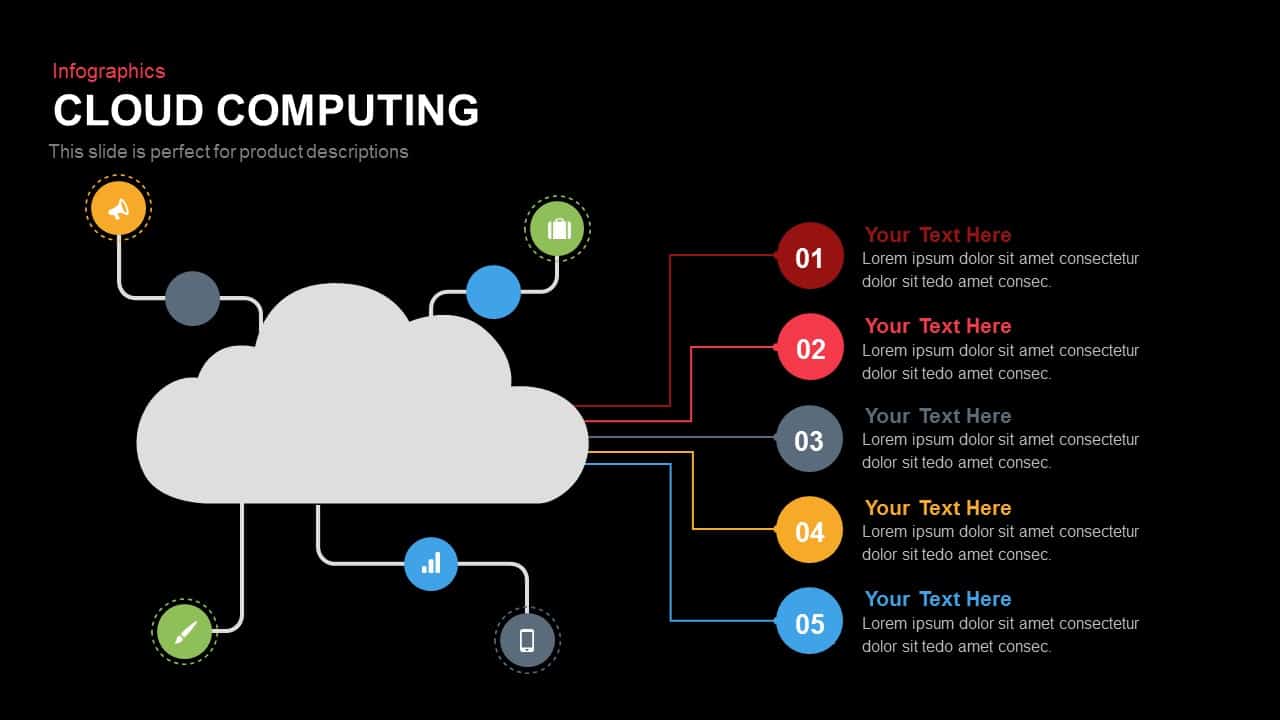 Infographics
CLOUD COMPUTING
This slide is perfect for product descriptions
01
Your Text Here
Lorem ipsum dolor sit amet consectetur
dolor sit tedo amet consec.
02
Your Text Here
Lorem ipsum dolor sit amet consectetur
dolor sit tedo amet consec.
03
Your Text Here
Lorem ipsum dolor sit amet consectetur
dolor sit tedo amet consec.
04
Your Text Here
Lorem ipsum dolor sit amet consectetur
dolor sit tedo amet consec.
05
Your Text Here
Lorem ipsum dolor sit amet consectetur
dolor sit tedo amet consec.